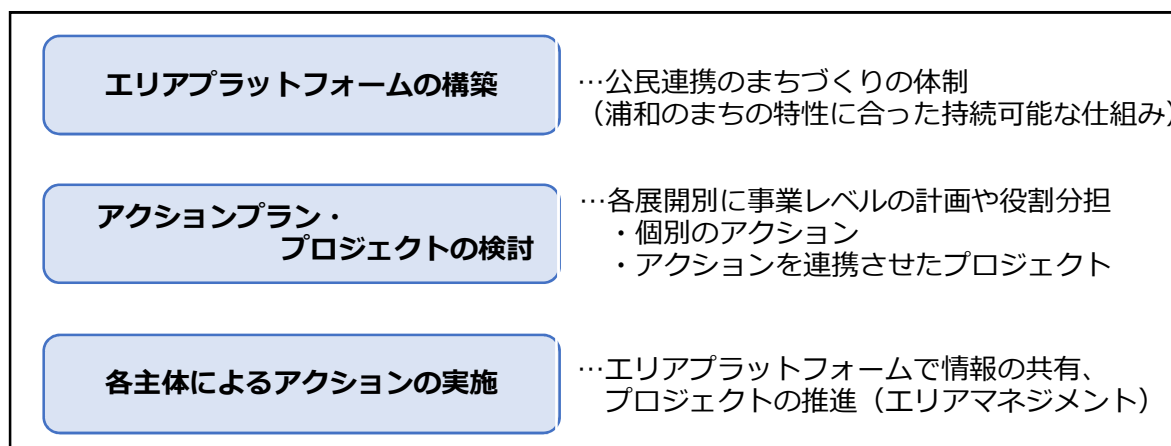 エリアプラットフォームの構築
…公民連携のまちづくりの体制
（浦和のまちの特性に合った持続可能な仕組み）
アクションプラン・
プロジェクトの検討
…各展開別に事業レベルの計画や役割分担
・個別のアクション
・アクションを連携させたプロジェクト
各主体によるアクションの実施
…エリアプラットフォームで情報の共有、
プロジェクトの推進（エリアマネジメント）